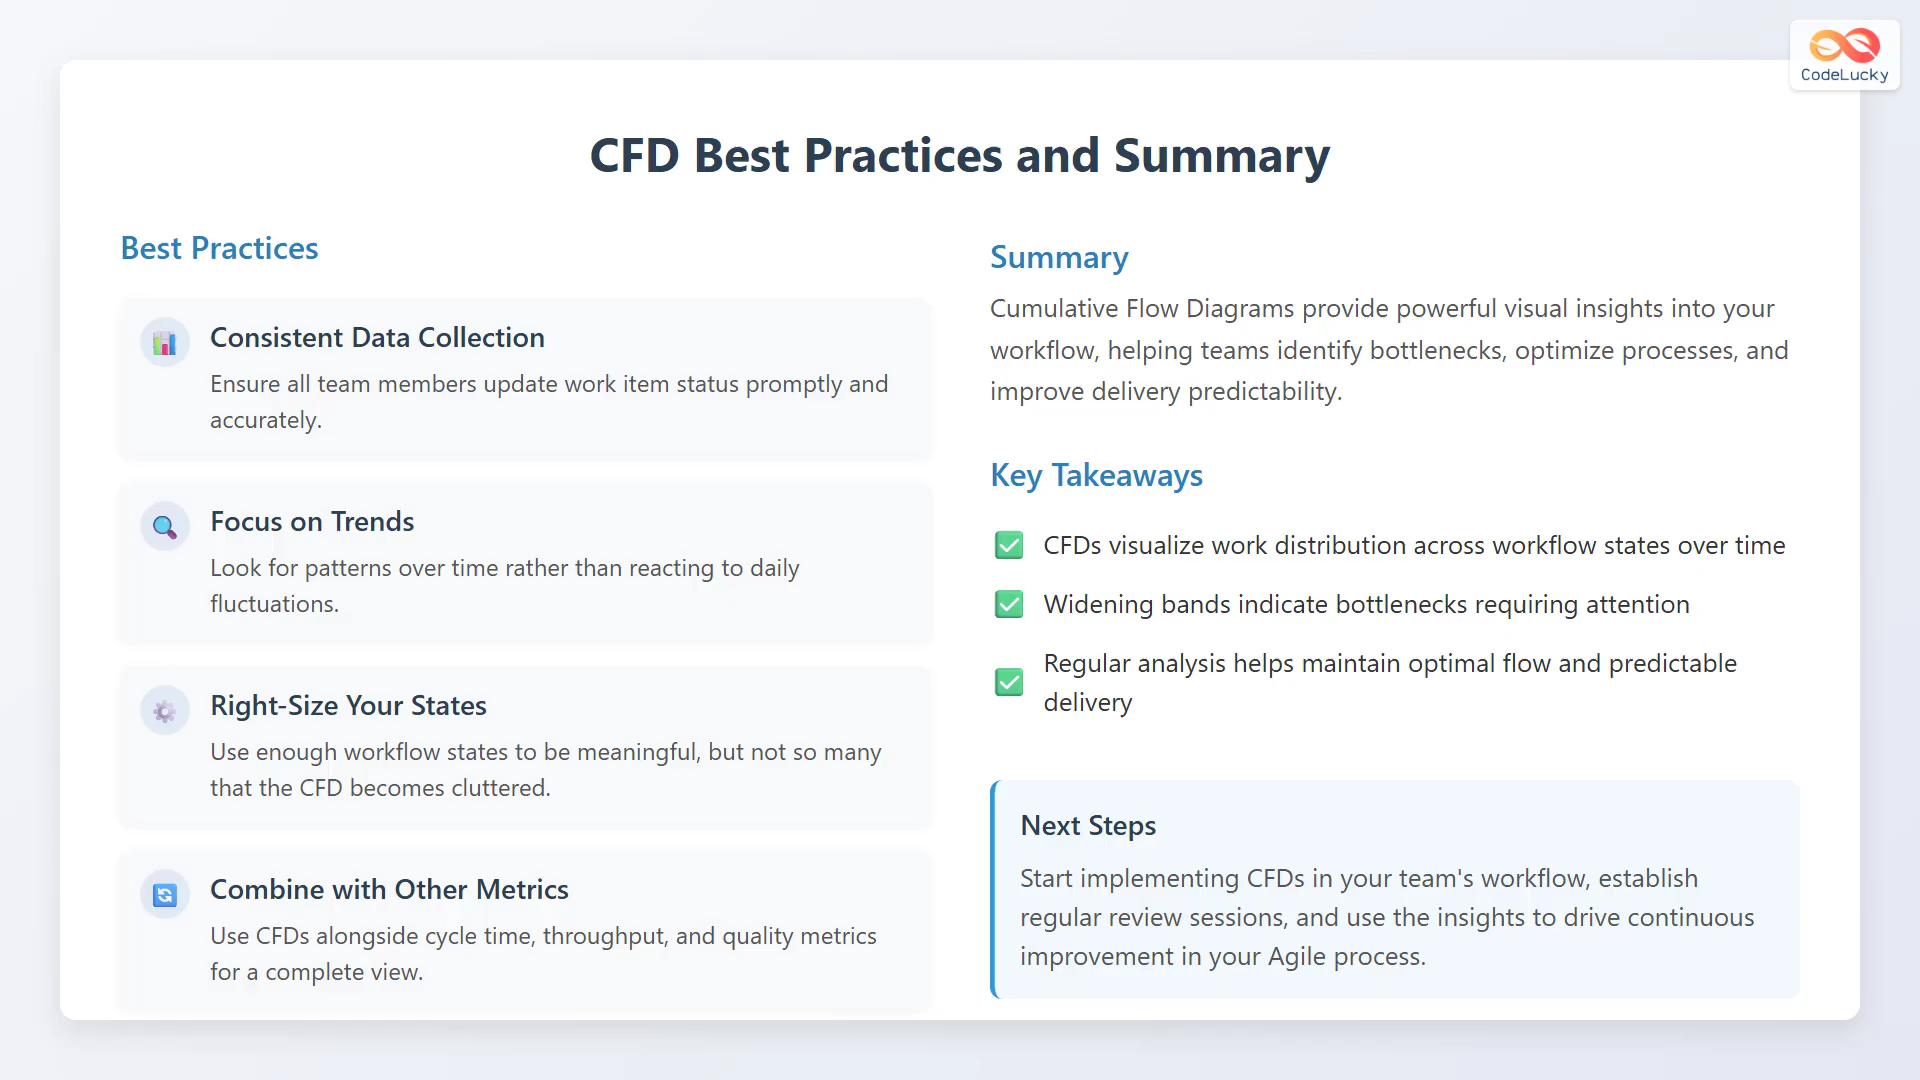 CodeLucky
CFD Best Practices and Summary
Best Practices
Consistent Data Collection
Ensure all team members update work item status promptly and
accurately.
Focus on Trends
Look for patterns over time rather than reacting to daily
fluctuations.
Right-Size Your States
Use enough workflow states to be meaningful, but not so many
that the CFD becomes cluttered.
Combine with Other Metrics
Use CFDs alongside cycle time, throughput, and quality metrics
for a complete view.
Summary
Cumulative Flow Diagrams provide powerful visual insights into your
workflow, helping teams identify bottlenecks, optimize processes, and
improve delivery predictability.
Key Takeaways
CFDs visualize work distribution across workflow states over time
Widening bands indicate bottlenecks requiring attention
Regular analysis helps maintain optimal flow and predictable
delivery
Next Steps
Start implementing CFDs in your team's workflow, establish
regular review sessions, and use the insights to drive continuous
improvement in your Agile process.